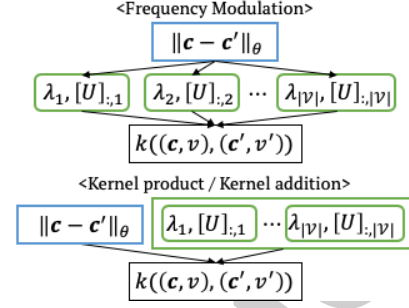 <Frequency Modulation>
‖c − c′‖θ
λ1, [U]:,1 λ2, [U]:,2 ⋯ λ|𝒱|, [U]:,|𝒱|
k((c, v), (c′, v′))
<Kernel product / Kernel addition>
‖c − c′‖θ λ1, [U]:,1 ⋯ λ|𝒱|, [U]:,|𝒱|
k((c, v), (c′, v′))